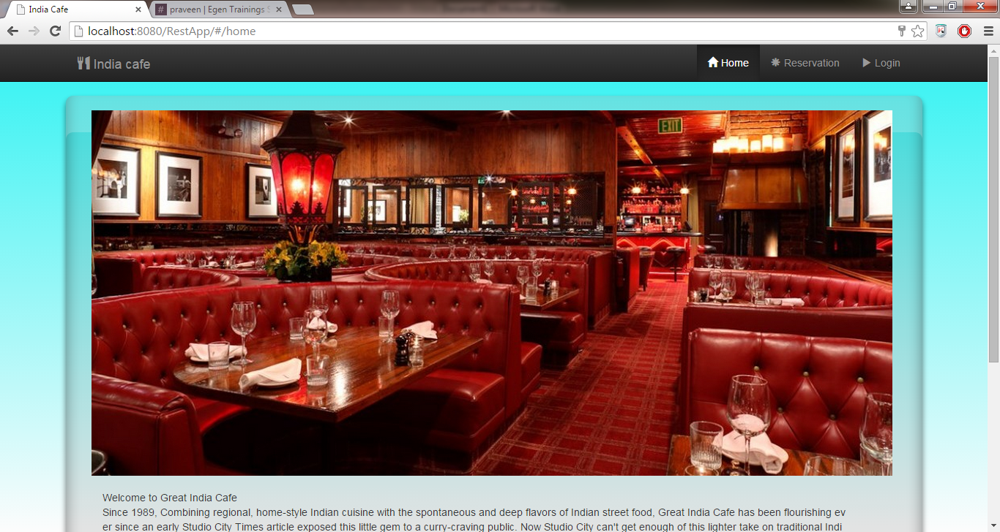 India Cafe
praveen | Egen Trainings S
localhost:8080/RestApp/#/home
India cafe
Home
Reservation
Login
EXIT
Welcome to Great India Cafe
Since 1989, Combining regional, home-style Indian cuisine with the spontaneous and deep flavors of Indian street food, Great India Cafe has been flourishing ev
er since an early Studio City Times article exposed this little gem to a curry-craving public. Now Studio City can't get enough of this lighter take on traditional Indi